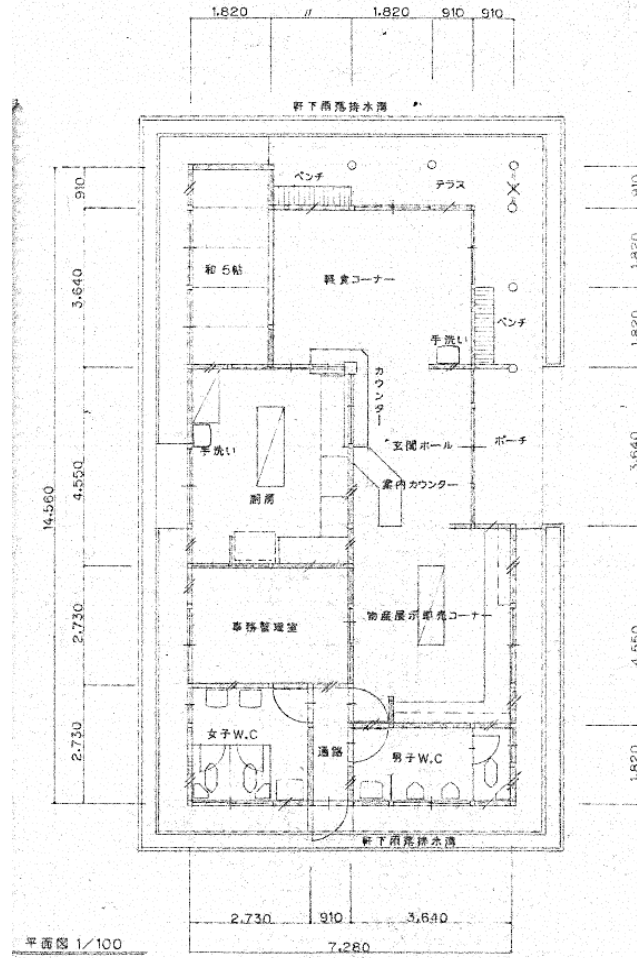 1.820 〃 1.820 910 910
軒下雨落排水溝
ベンチ
テラス
910
910
和 5帖
軽食コーナー
3.640
1.820
1.820
ベンチ
手洗い
カウンター
玄関ホール
ポーチ
3.640
手洗い
案内カウンター
4.550
厨房
14.560
事務管理室
物産展示即売コーナー
4.550
2.730
2.730
女子W.C
通路
男子W.C
1.820
軒下雨落排水溝
2.730 910 3.640
7.280
平面図 1/100